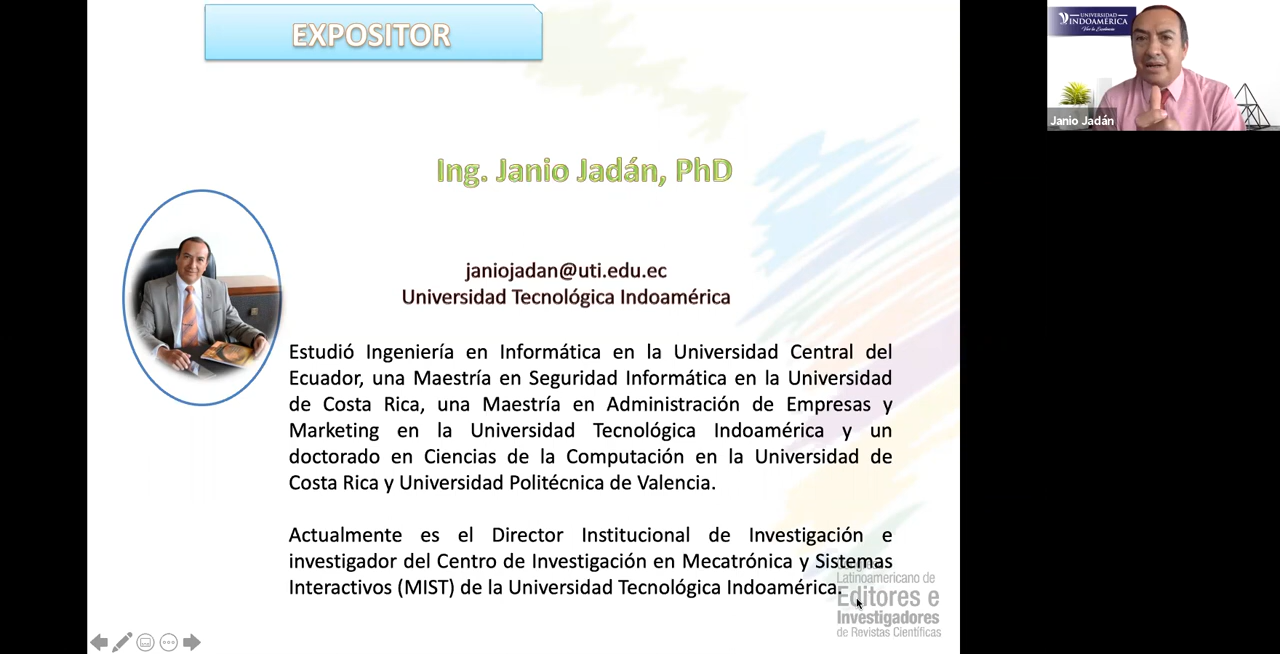 EXPOSITOR
Ing. Janio Jadán, PhD
janiojadan@uti.edu.ec
Universidad Tecnológica Indoamérica
Estudió Ingeniería en Informática en la Universidad Central del
Ecuador, una Maestría en Seguridad Informática en la Universidad
de Costa Rica, una Maestría en Administración de Empresas y
Marketing en la Universidad Tecnológica Indoamérica y un
doctorado en Ciencias de la Computación en la Universidad de
Costa Rica y Universidad Politécnica de Valencia.
Actualmente es el Director Institucional de Investigación e
investigador del Centro de Investigación en Mecatrónica y Sistemas
Interactivos (MIST) de la Universidad Tecnológica Indoamérica.
Latinoamericano de
Editores e
Investigadores
de Revistas Científicas
UNIVERSIDAD
INDOAMÉRICA
Janio Jadán